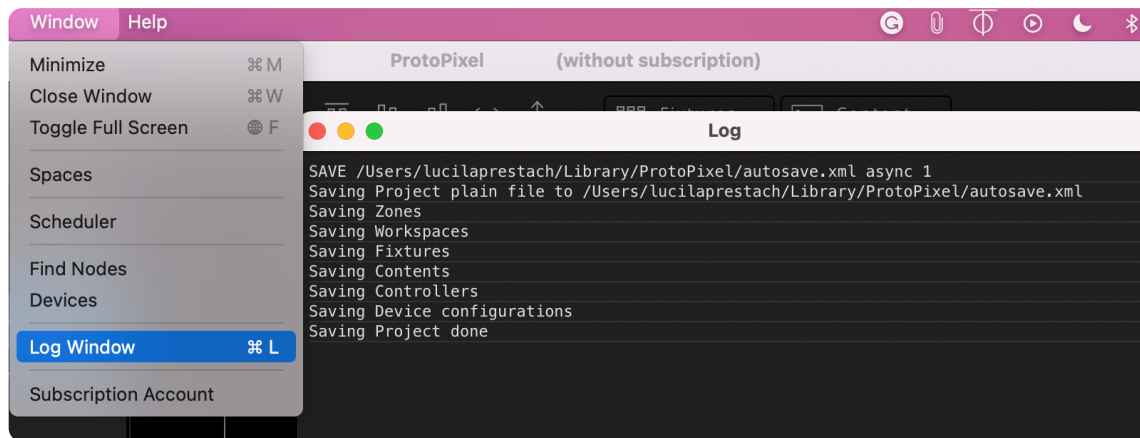 Window Help
ProtoPixel (without subscription)
Minimize ⌘ M
Close Window ⌘ W
Toggle Full Screen F
Spaces
Scheduler
Find Nodes
Devices
Log Window ⌘ L
Subscription Account
Log
SAVE /Users/lucilaprestach/Library/ProtoPixel/autosave.xml async 1
Saving Project plain file to /Users/lucilaprestach/Library/ProtoPixel/autosave.xml
Saving Zones
Saving Workspaces
Saving Fixtures
Saving Contents
Saving Controllers
Saving Device configurations
Saving Project done